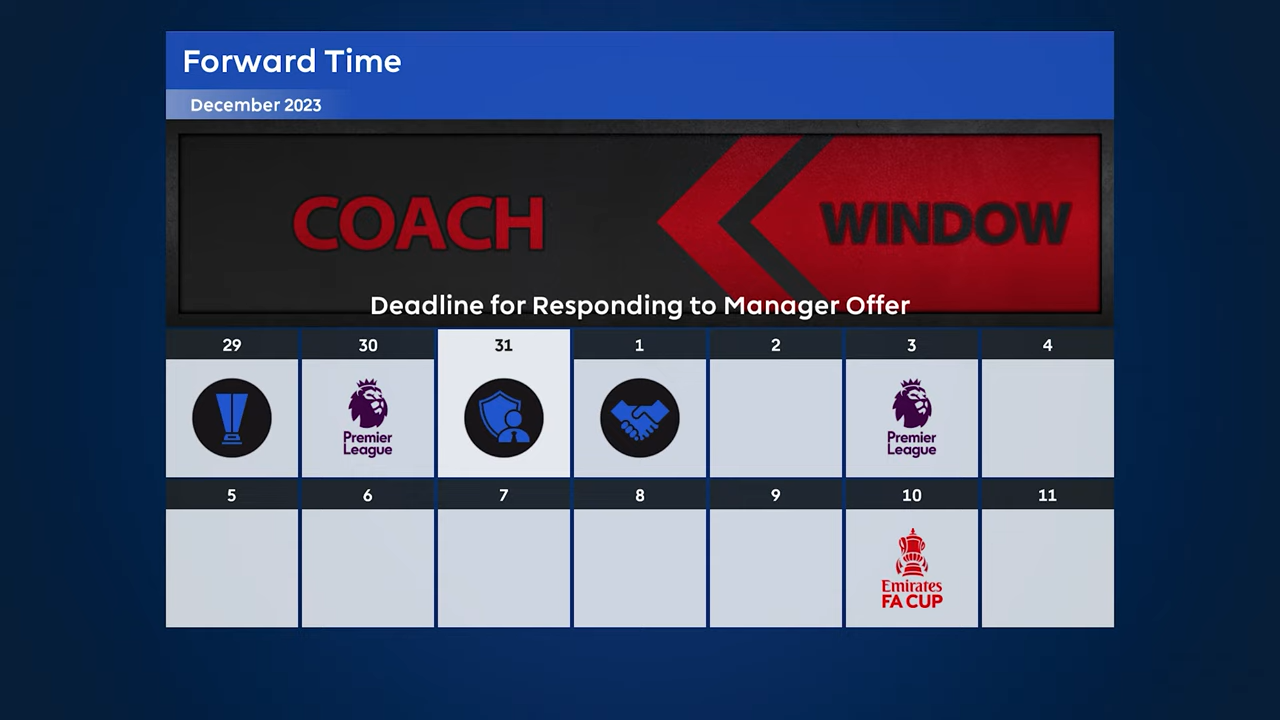 Forward Time
December 2023
COACH
WINDOW
Deadline for Responding to Manager Offer
29 30 31 1 2 3 4
Premier
League
Premier
League
5 6 7 8 9 10 11
Emirates
FA CUP